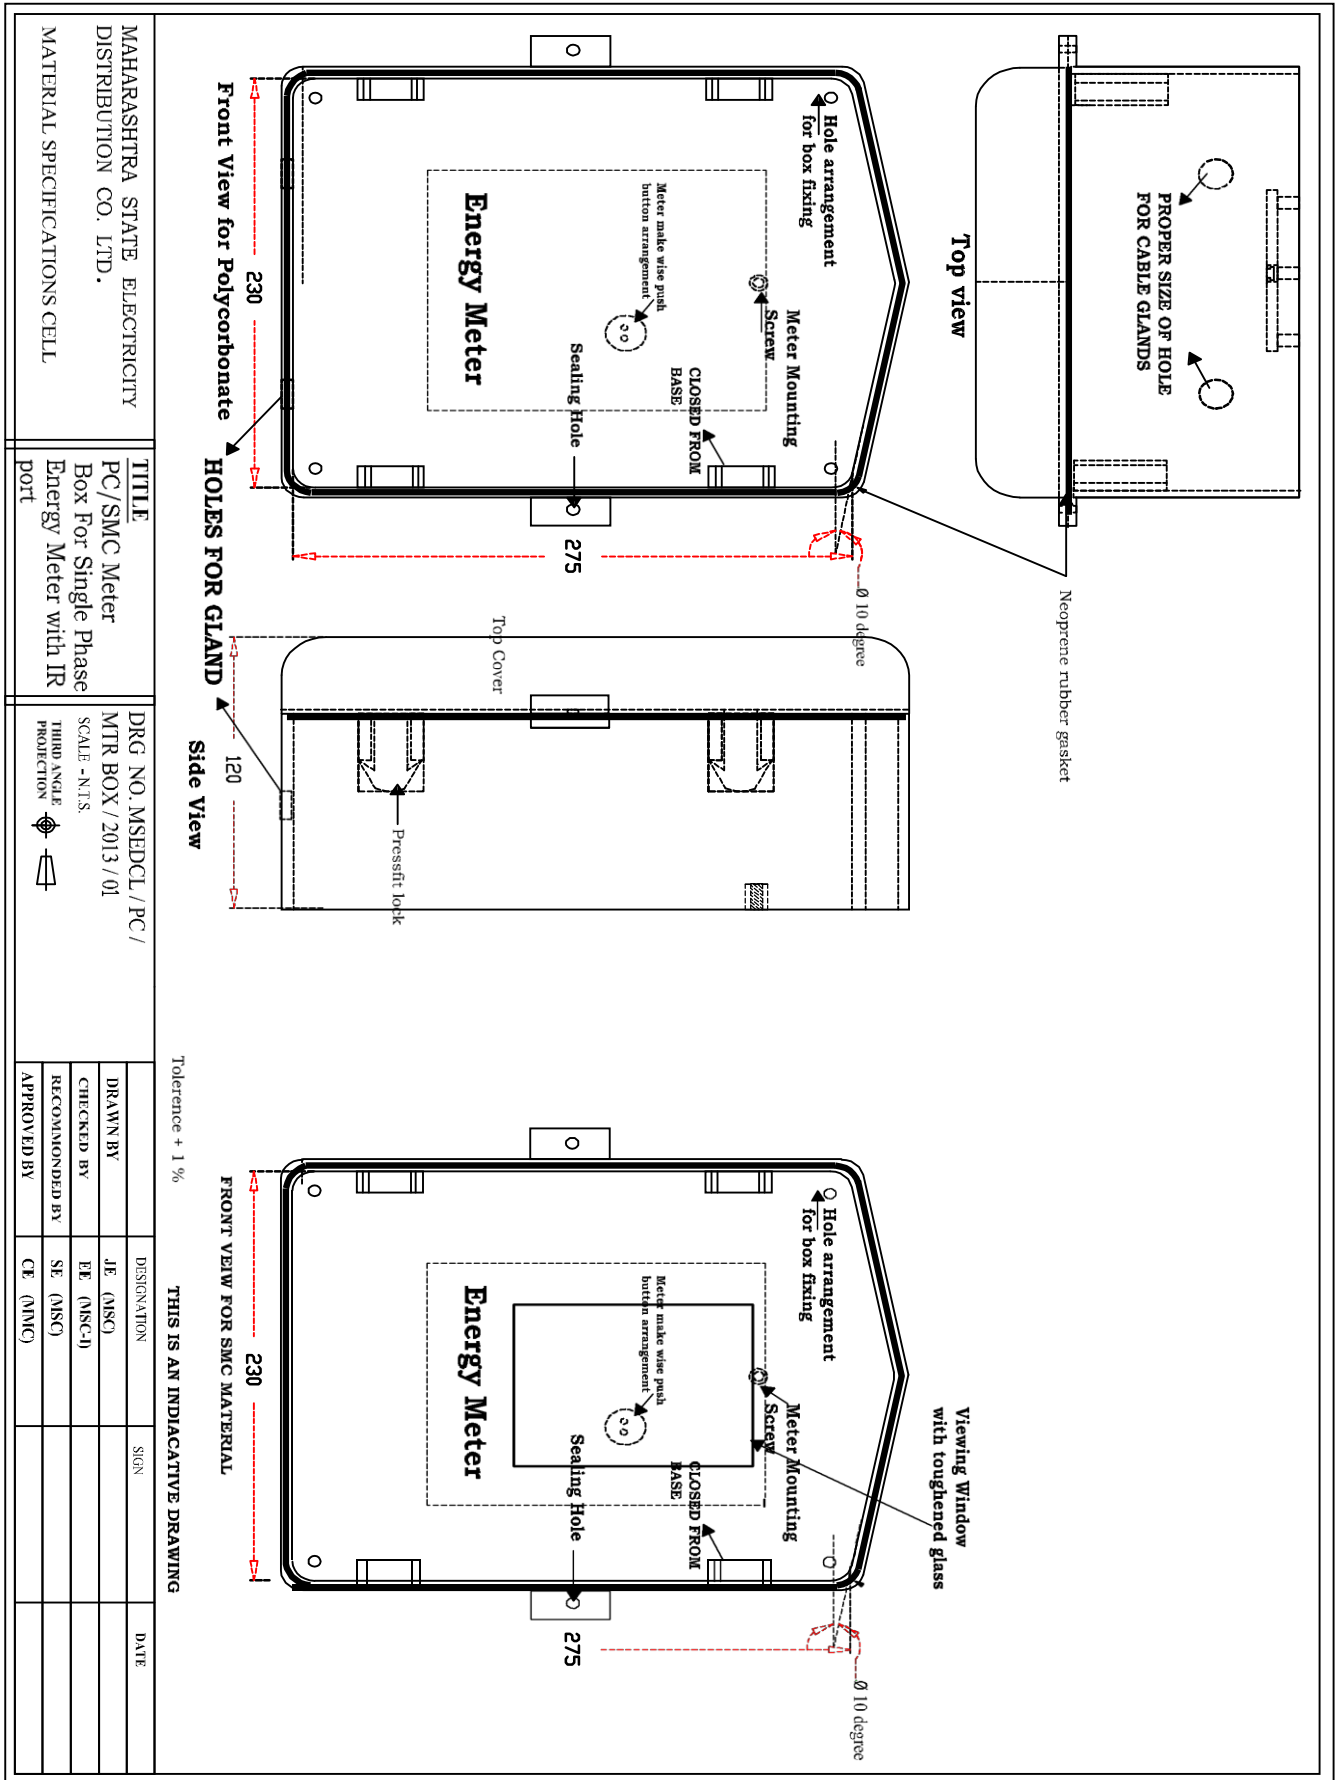 PROPER SIZE OF HOLE
FOR CABLE GLANDS
Top view
Neoprene rubber gasket
Hole arrangement
for box fixing
Meter Mounting
Screw
Meter make wise push
button arrangement
CLOSED FROM
BASE
Sealing Hole
Energy Meter
275
Ø 10 degree
230
Front View for Polycorbonate
HOLES FOR GLAND
Top Cover
Pressfit lock
120
Side View
Viewing Window
with toughened glass
Hole arrangement
for box fixing
Meter Mounting
Screw
Meter make wise push
button arrangement
CLOSED FROM
BASE
Sealing Hole
Energy Meter
275
Ø 10 degree
230
FRONT VEIW FOR SMC MATERIAL
Tolerence + 1 %
THIS IS AN INDIACATIVE DRAWING
MAHARASHTRA STATE ELECTRICITY
DISTRIBUTION CO. LTD.
MATERIAL SPECIFICATIONS CELL
TITLE
PC/SMC Meter
Box For Single Phase
Energy Meter with IR
port
DRG NO. MSEDCL / PC /
MTR BOX / 2013 / 01
SCALE - N.T.S.
THIRD ANGLE
PROJECTION
DESIGNATION SIGN DATE
DRAWN BY JE (MSC)
CHECKED BY EE (MSC-I)
RECOMMONDED BY SE (MSC)
APPROVED BY CE (MMC)